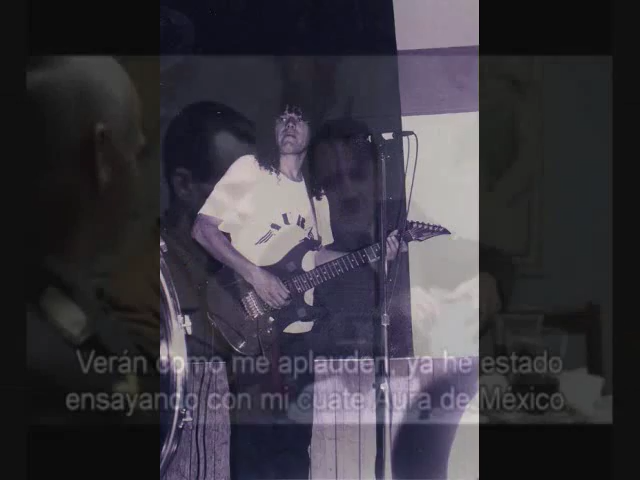 Verán como me aplauden, ya he estado
ensayando con mi cuate Aura de México